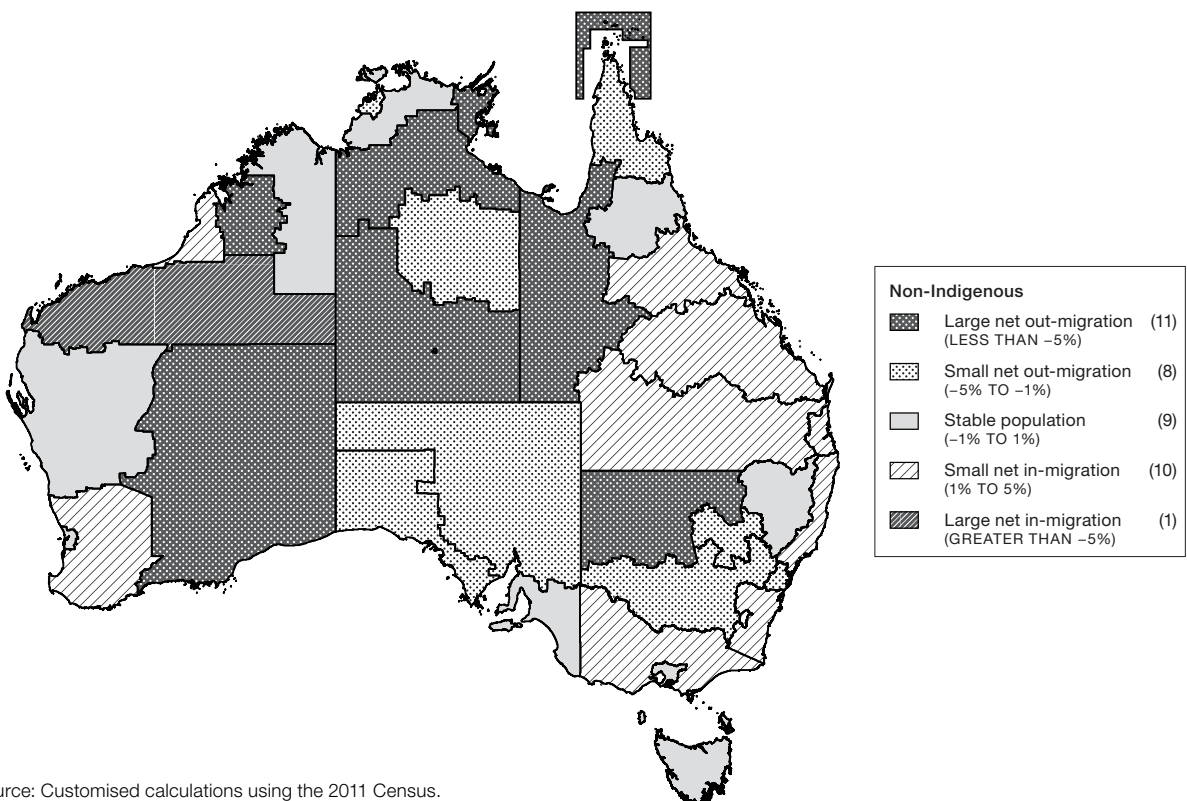 Non-Indigenous
Large net out-migration (11)
(LESS THAN –5%)
Small net out-migration (8)
(–5% TO –1%)
Stable population (9)
(–1% TO 1%)
Small net in-migration (10)
(1% TO 5%)
Large net in-migration (1)
(GREATER THAN –5%)
urce: Customised calculations using the 2011 Census.